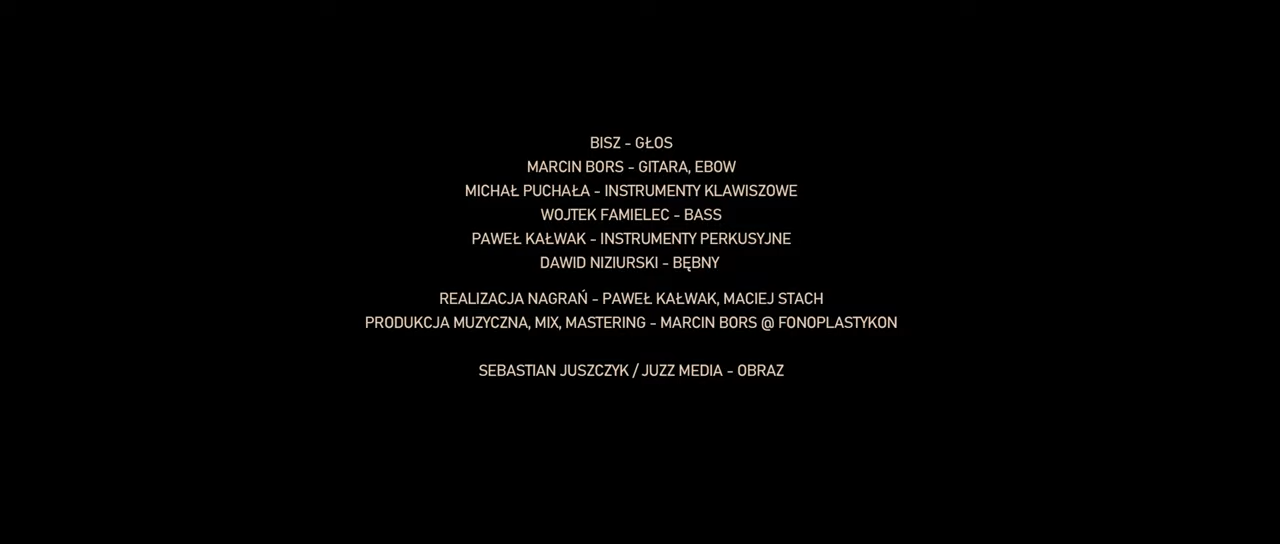 BISZ - GŁOS
MARCIN BORS - GITARA, EBOW
MICHAŁ PUCHAŁA - INSTRUMENTY KLAWISZOWE
WOJTEK FAMIELEC - BASS
PAWEŁ KAŁWAK - INSTRUMENTY PERKUSYJNE
DAWID NIZIURSKI - BĘBNY
REALIZACJA NAGRAŃ - PAWEŁ KAŁWAK, MACIEJ STACH
PRODUKCJA MUZYCZNA, MIX, MASTERING - MARCIN BORS @ FONOPLASTYKON
SEBASTIAN JUSZCZYK / JUZZ MEDIA - OBRAZ